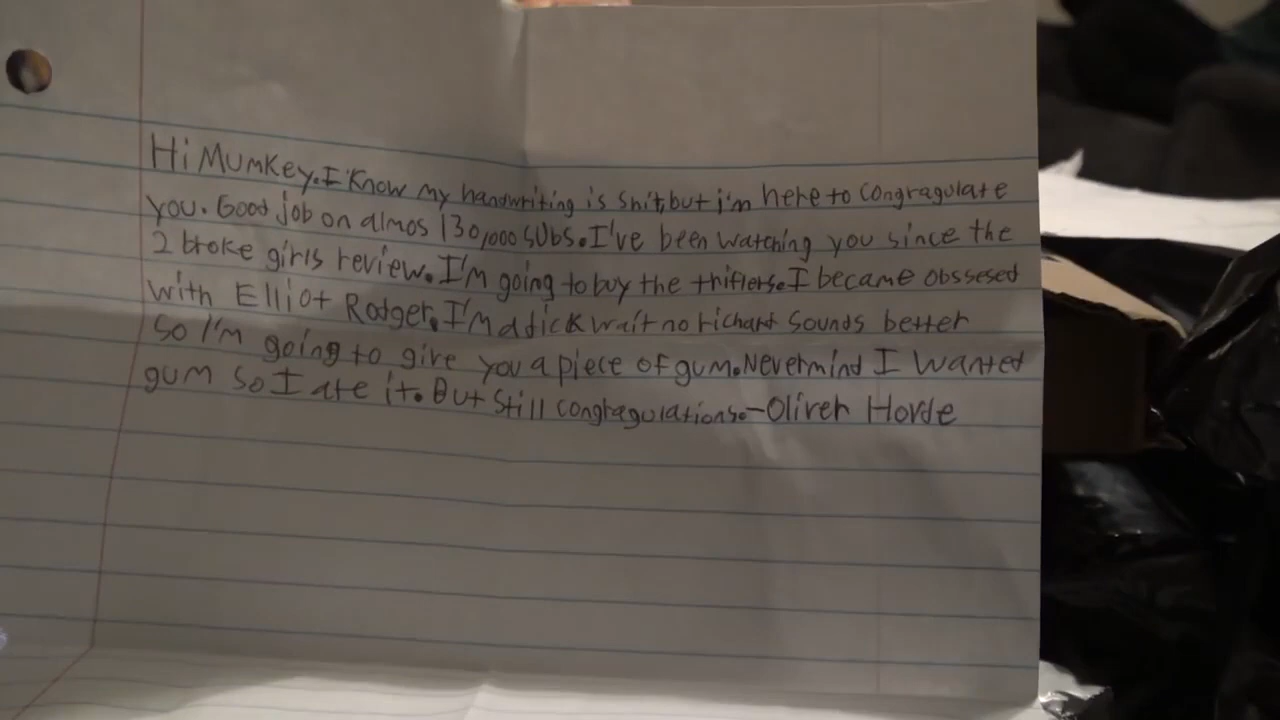 Hi Mumkey. I know my handwriting is shit, but i'm here to congragulate
you. Good job on almos 130,000 subs. I've been watching you since the
2 broke girls review. I'm going to buy the thifters. I became obssesed
with Elliot Rodger. I'm a dick wait no richard sounds better
so I'm going to give you a piece of gum. Nevermind I wanted
gum so I ate it. But still congragulations. -Oliver Horde